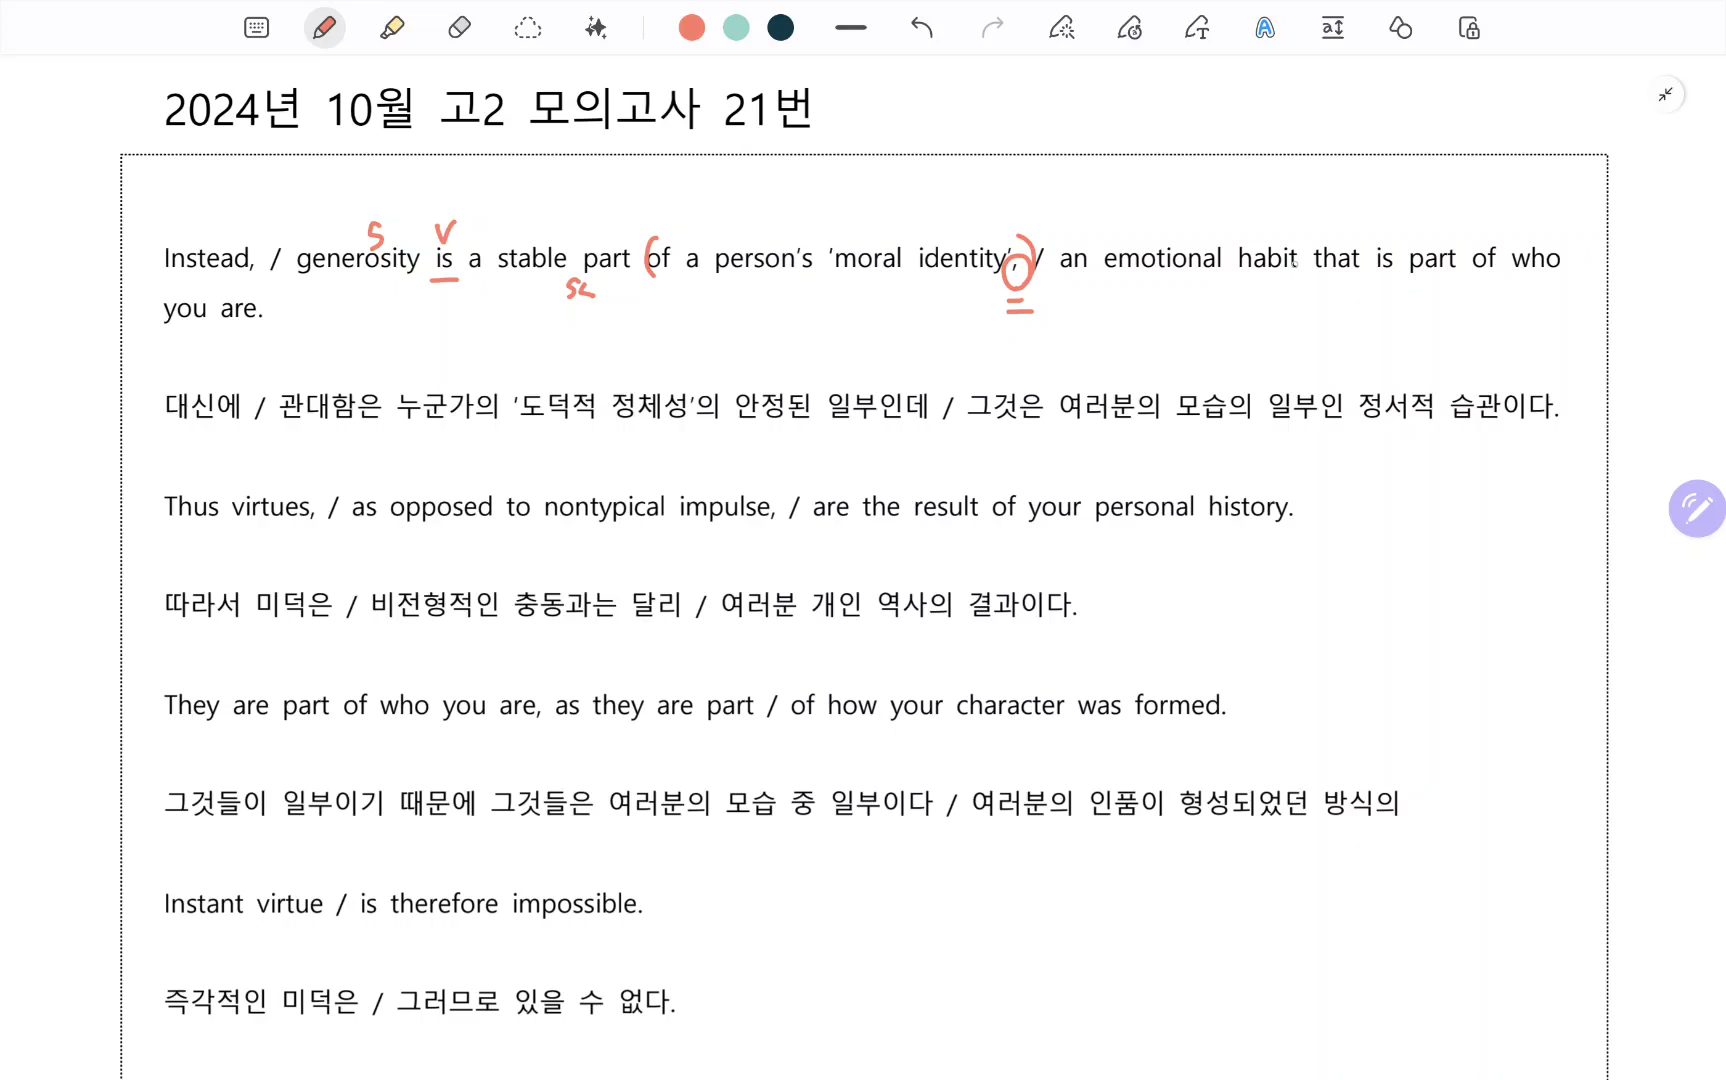 2024년 10월 고2 모의고사 21번
S V
Instead, / generosity is a stable part (of a person's 'moral identity',) / an emotional habit that is part of who
sc =
you are.
대신에 / 관대함은 누군가의 '도덕적 정체성'의 안정된 일부인데 / 그것은 여러분의 모습의 일부인 정서적 습관이다.
Thus virtues, / as opposed to nontypical impulse, / are the result of your personal history.
따라서 미덕은 / 비전형적인 충동과는 달리 / 여러분 개인 역사의 결과이다.
They are part of who you are, as they are part / of how your character was formed.
그것들이 일부이기 때문에 그것들은 여러분의 모습 중 일부이다 / 여러분의 인품이 형성되었던 방식의
Instant virtue / is therefore impossible.
즉각적인 미덕은 / 그러므로 있을 수 없다.